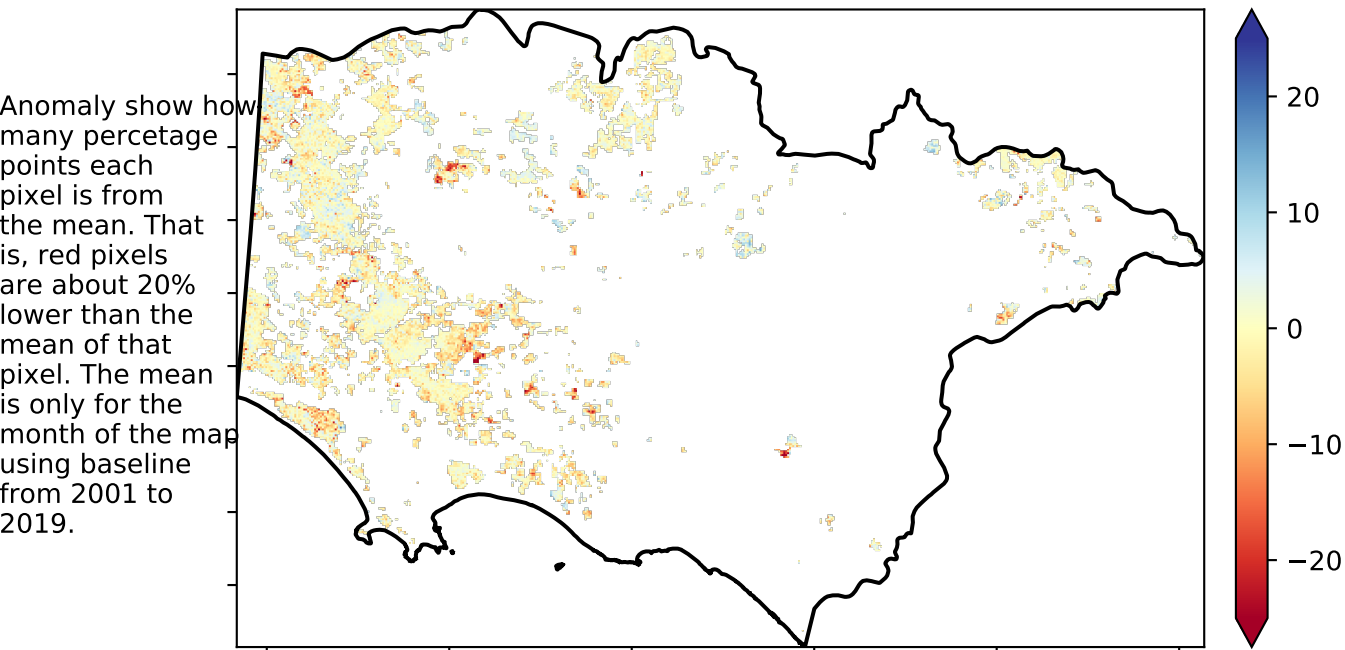 Anomaly show how
many percetage
points each
pixel is from
the mean. That
is, red pixels
are about 20%
lower than the
mean of that
pixel. The mean
is only for the
month of the map
using baseline
from 2001 to
2019.
20
10
0
−10
−20